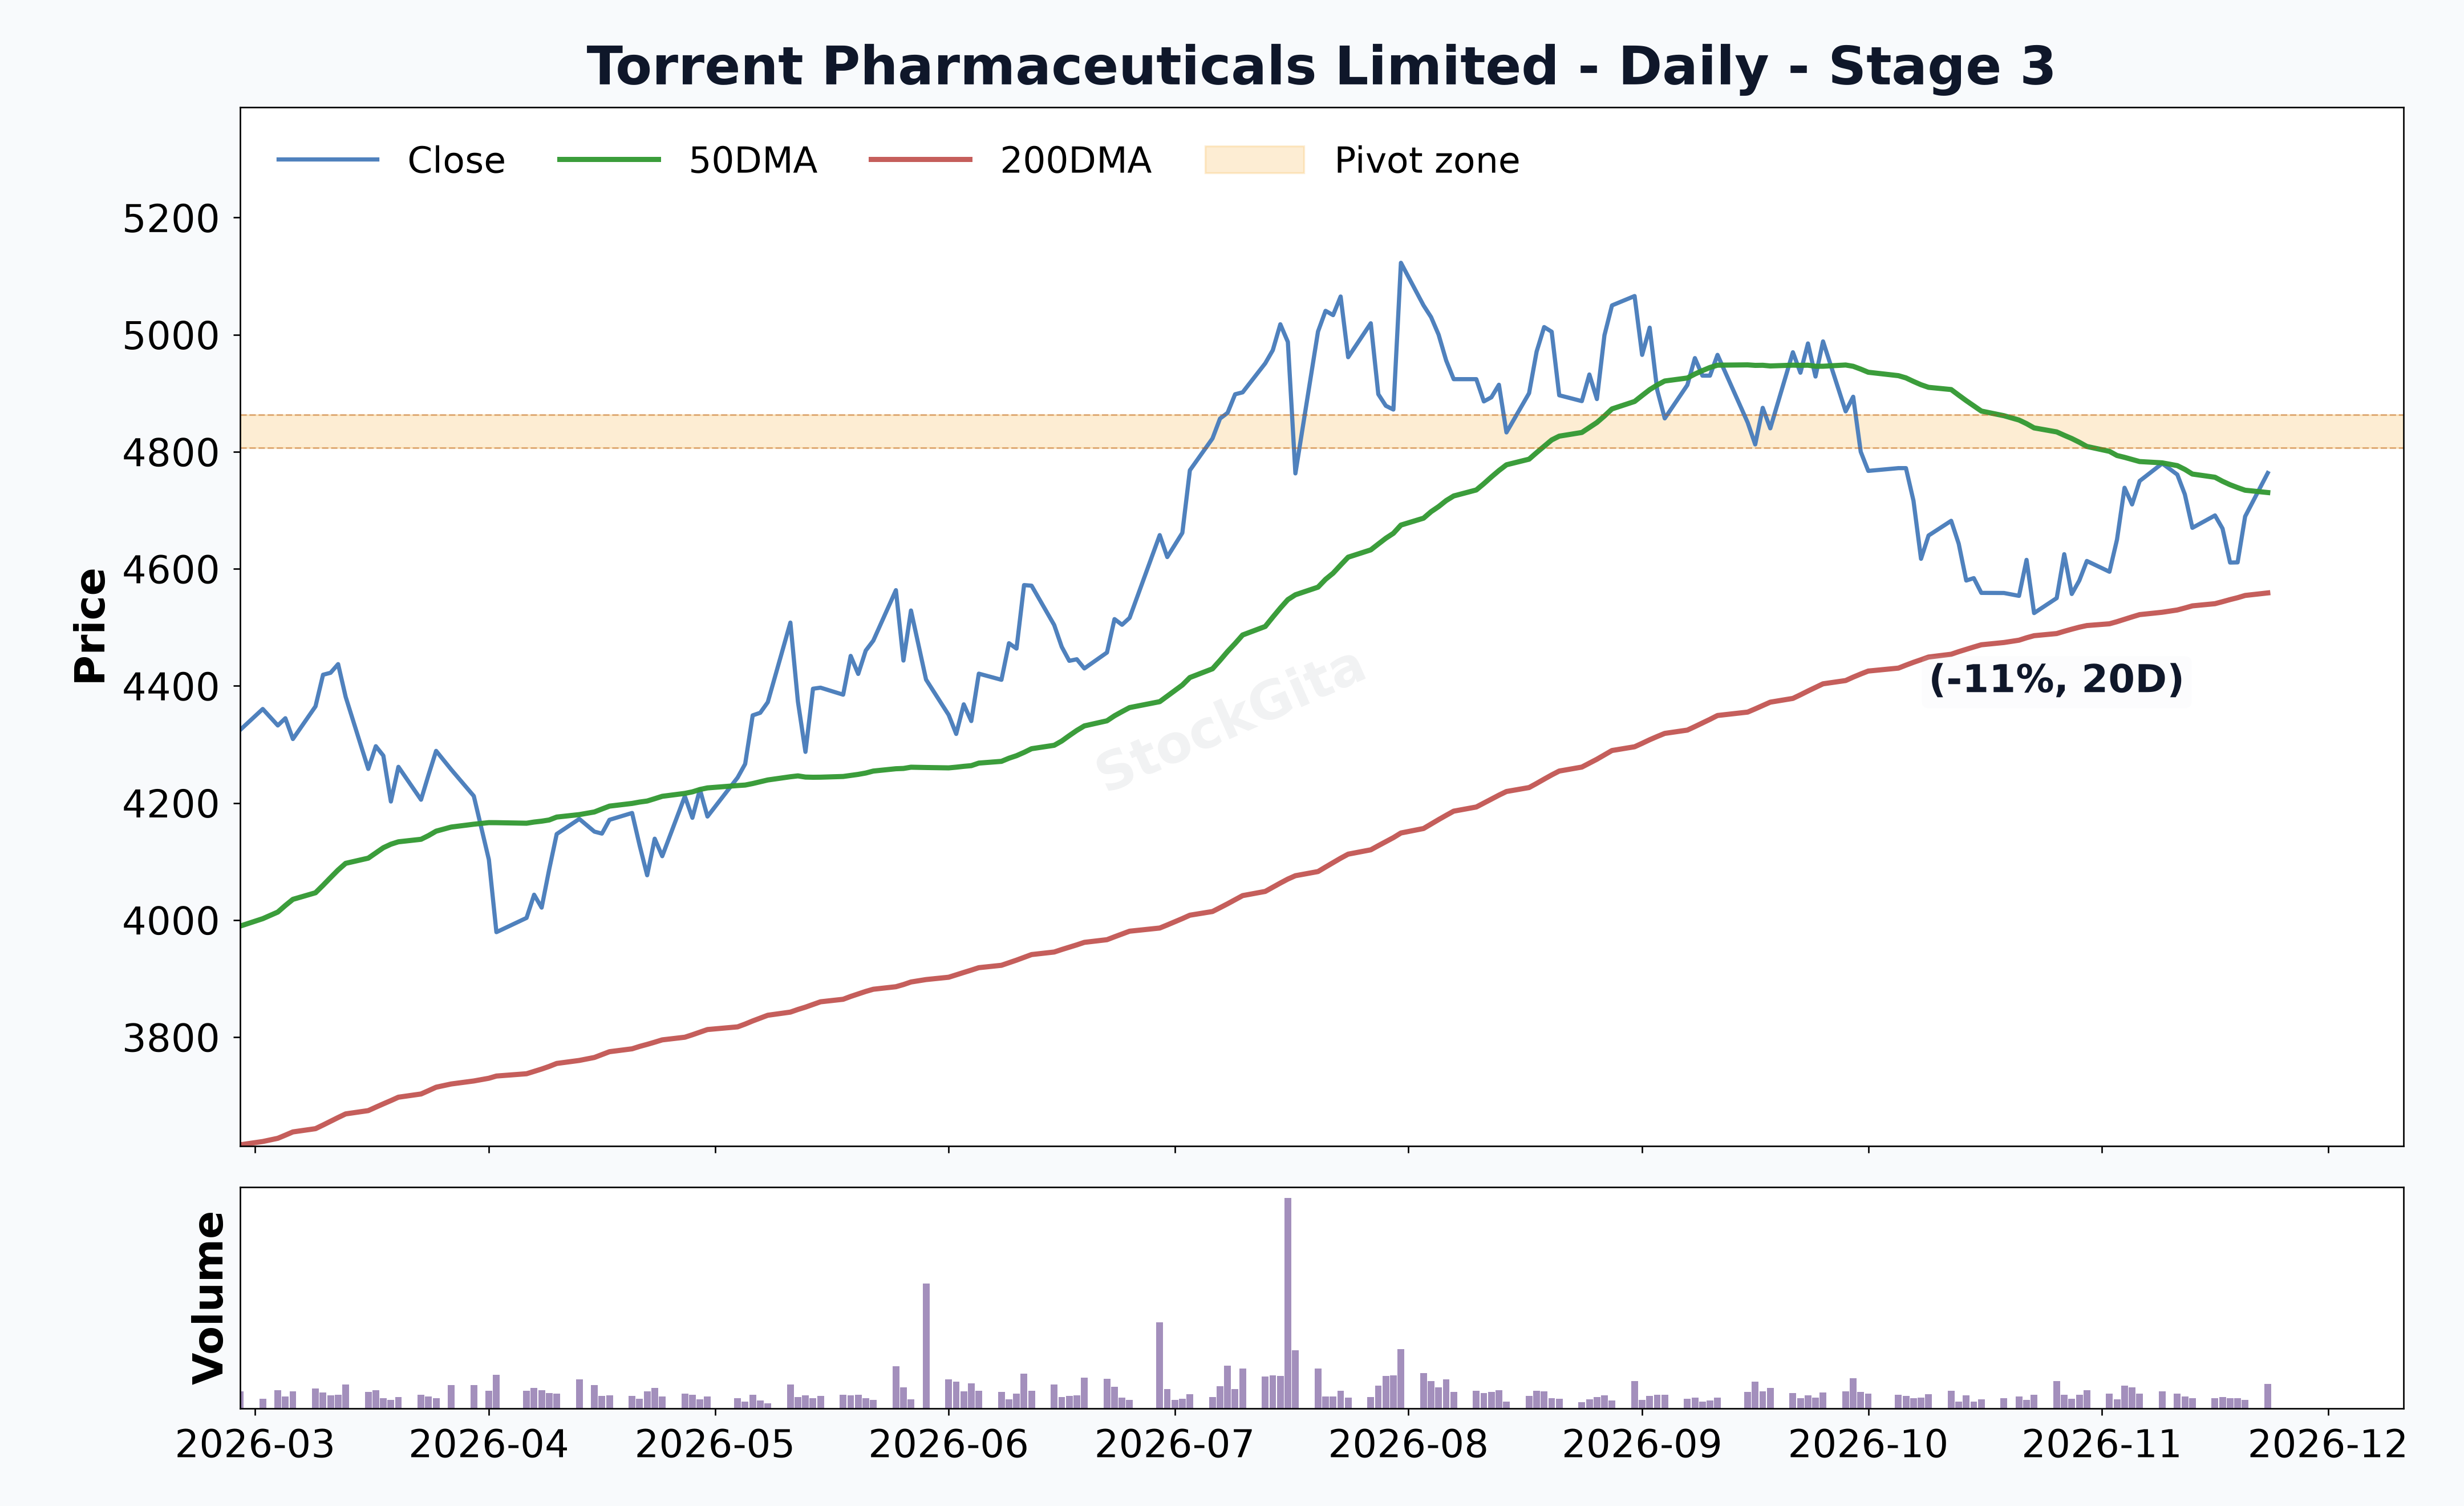 Torrent Pharmaceuticals Limited - Daily - Stage 3
Close 50DMA 200DMA Pivot zone
5200
5000
4800
4600
4400
4200
4000
3800
Price
(-11%, 20D)
StockGita
Volume
2026-03 2026-04 2026-05 2026-06 2026-07 2026-08 2026-09 2026-10 2026-11 2026-12